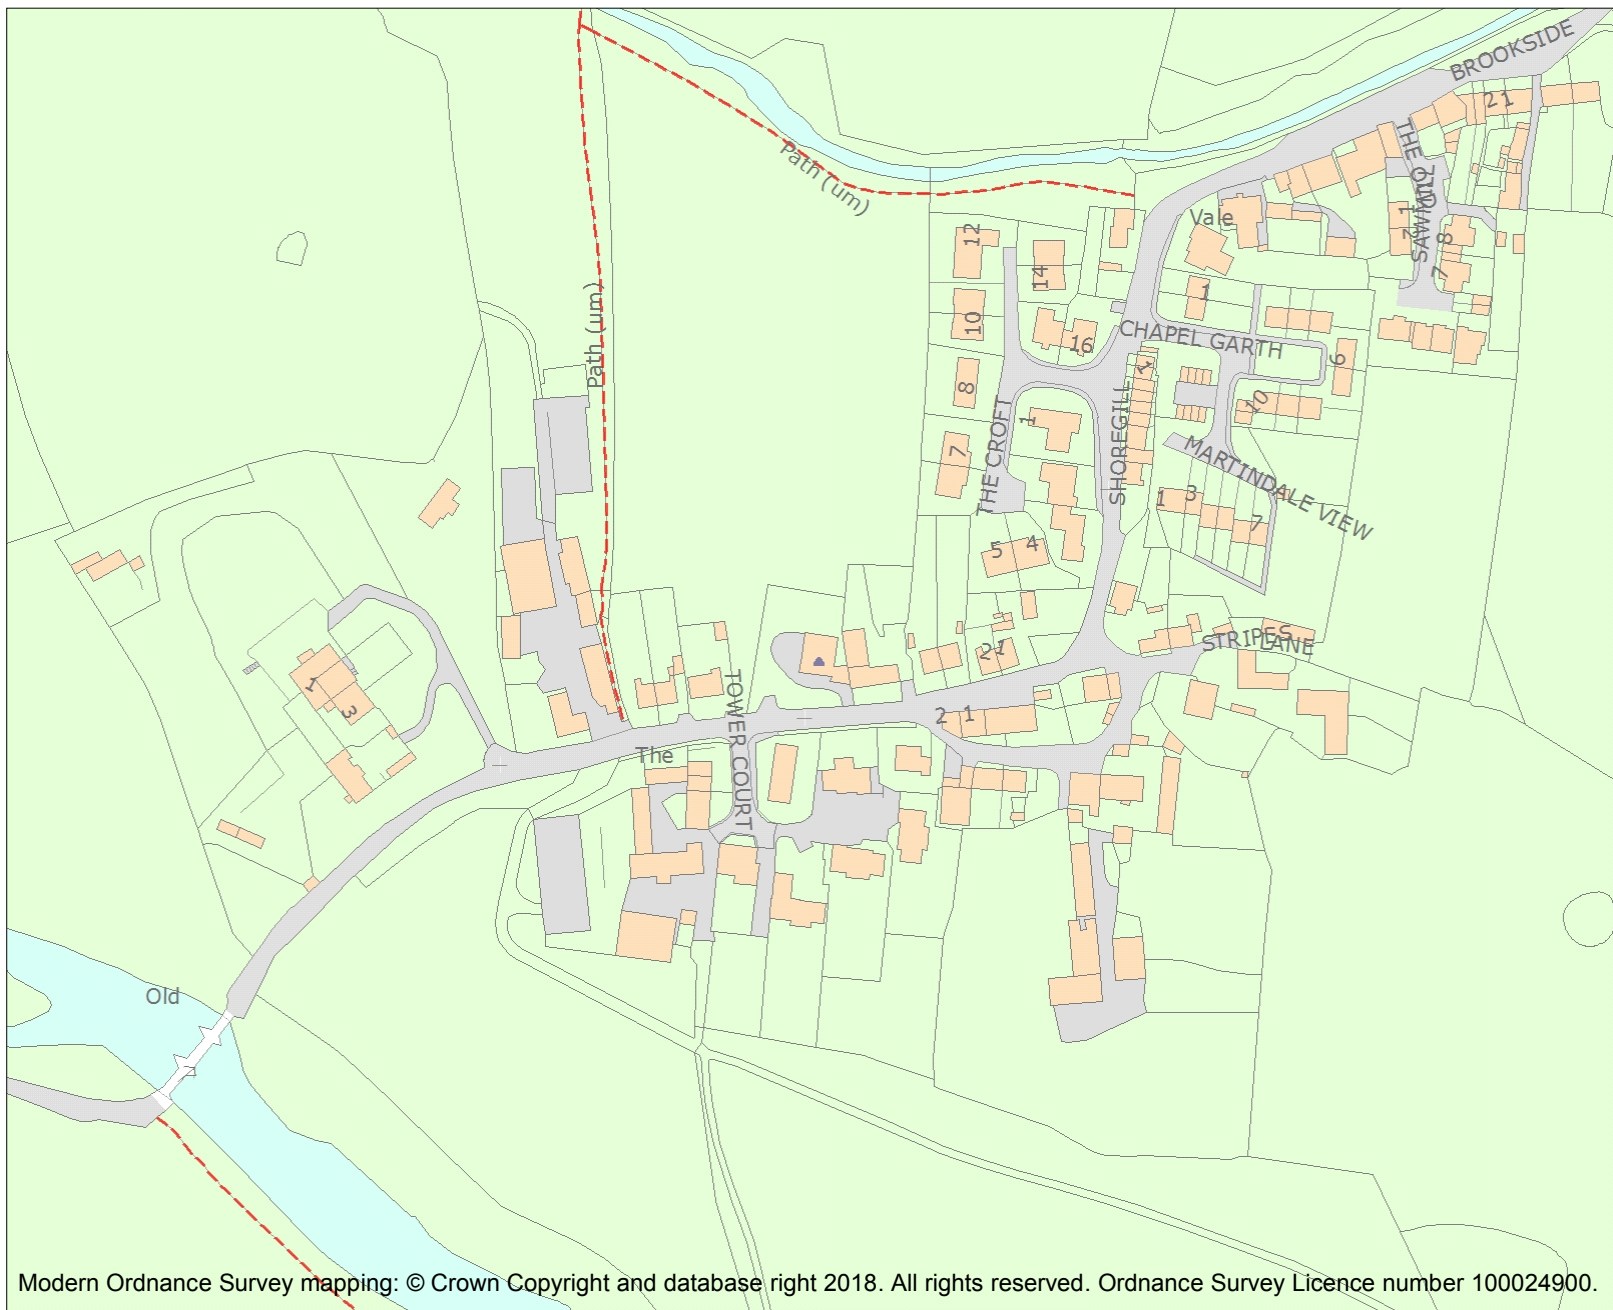 BROOKSIDE
21
THE OLD
SAWMILL
1
2
8
7
Path (um)
Vale
12
14
10
16
1
CHAPEL GARTH
6
Path (um)
8
1
10
7
1
THE CROFT
SHOREGILL
MARTINDALE VIEW
1
3
7
5
4
STRIPES
LANE
21
1
3
TOWER COURT
2
1
The
Old
Modern Ordnance Survey mapping: © Crown Copyright and database right 2018. All rights reserved. Ordnance Survey Licence number 100024900.